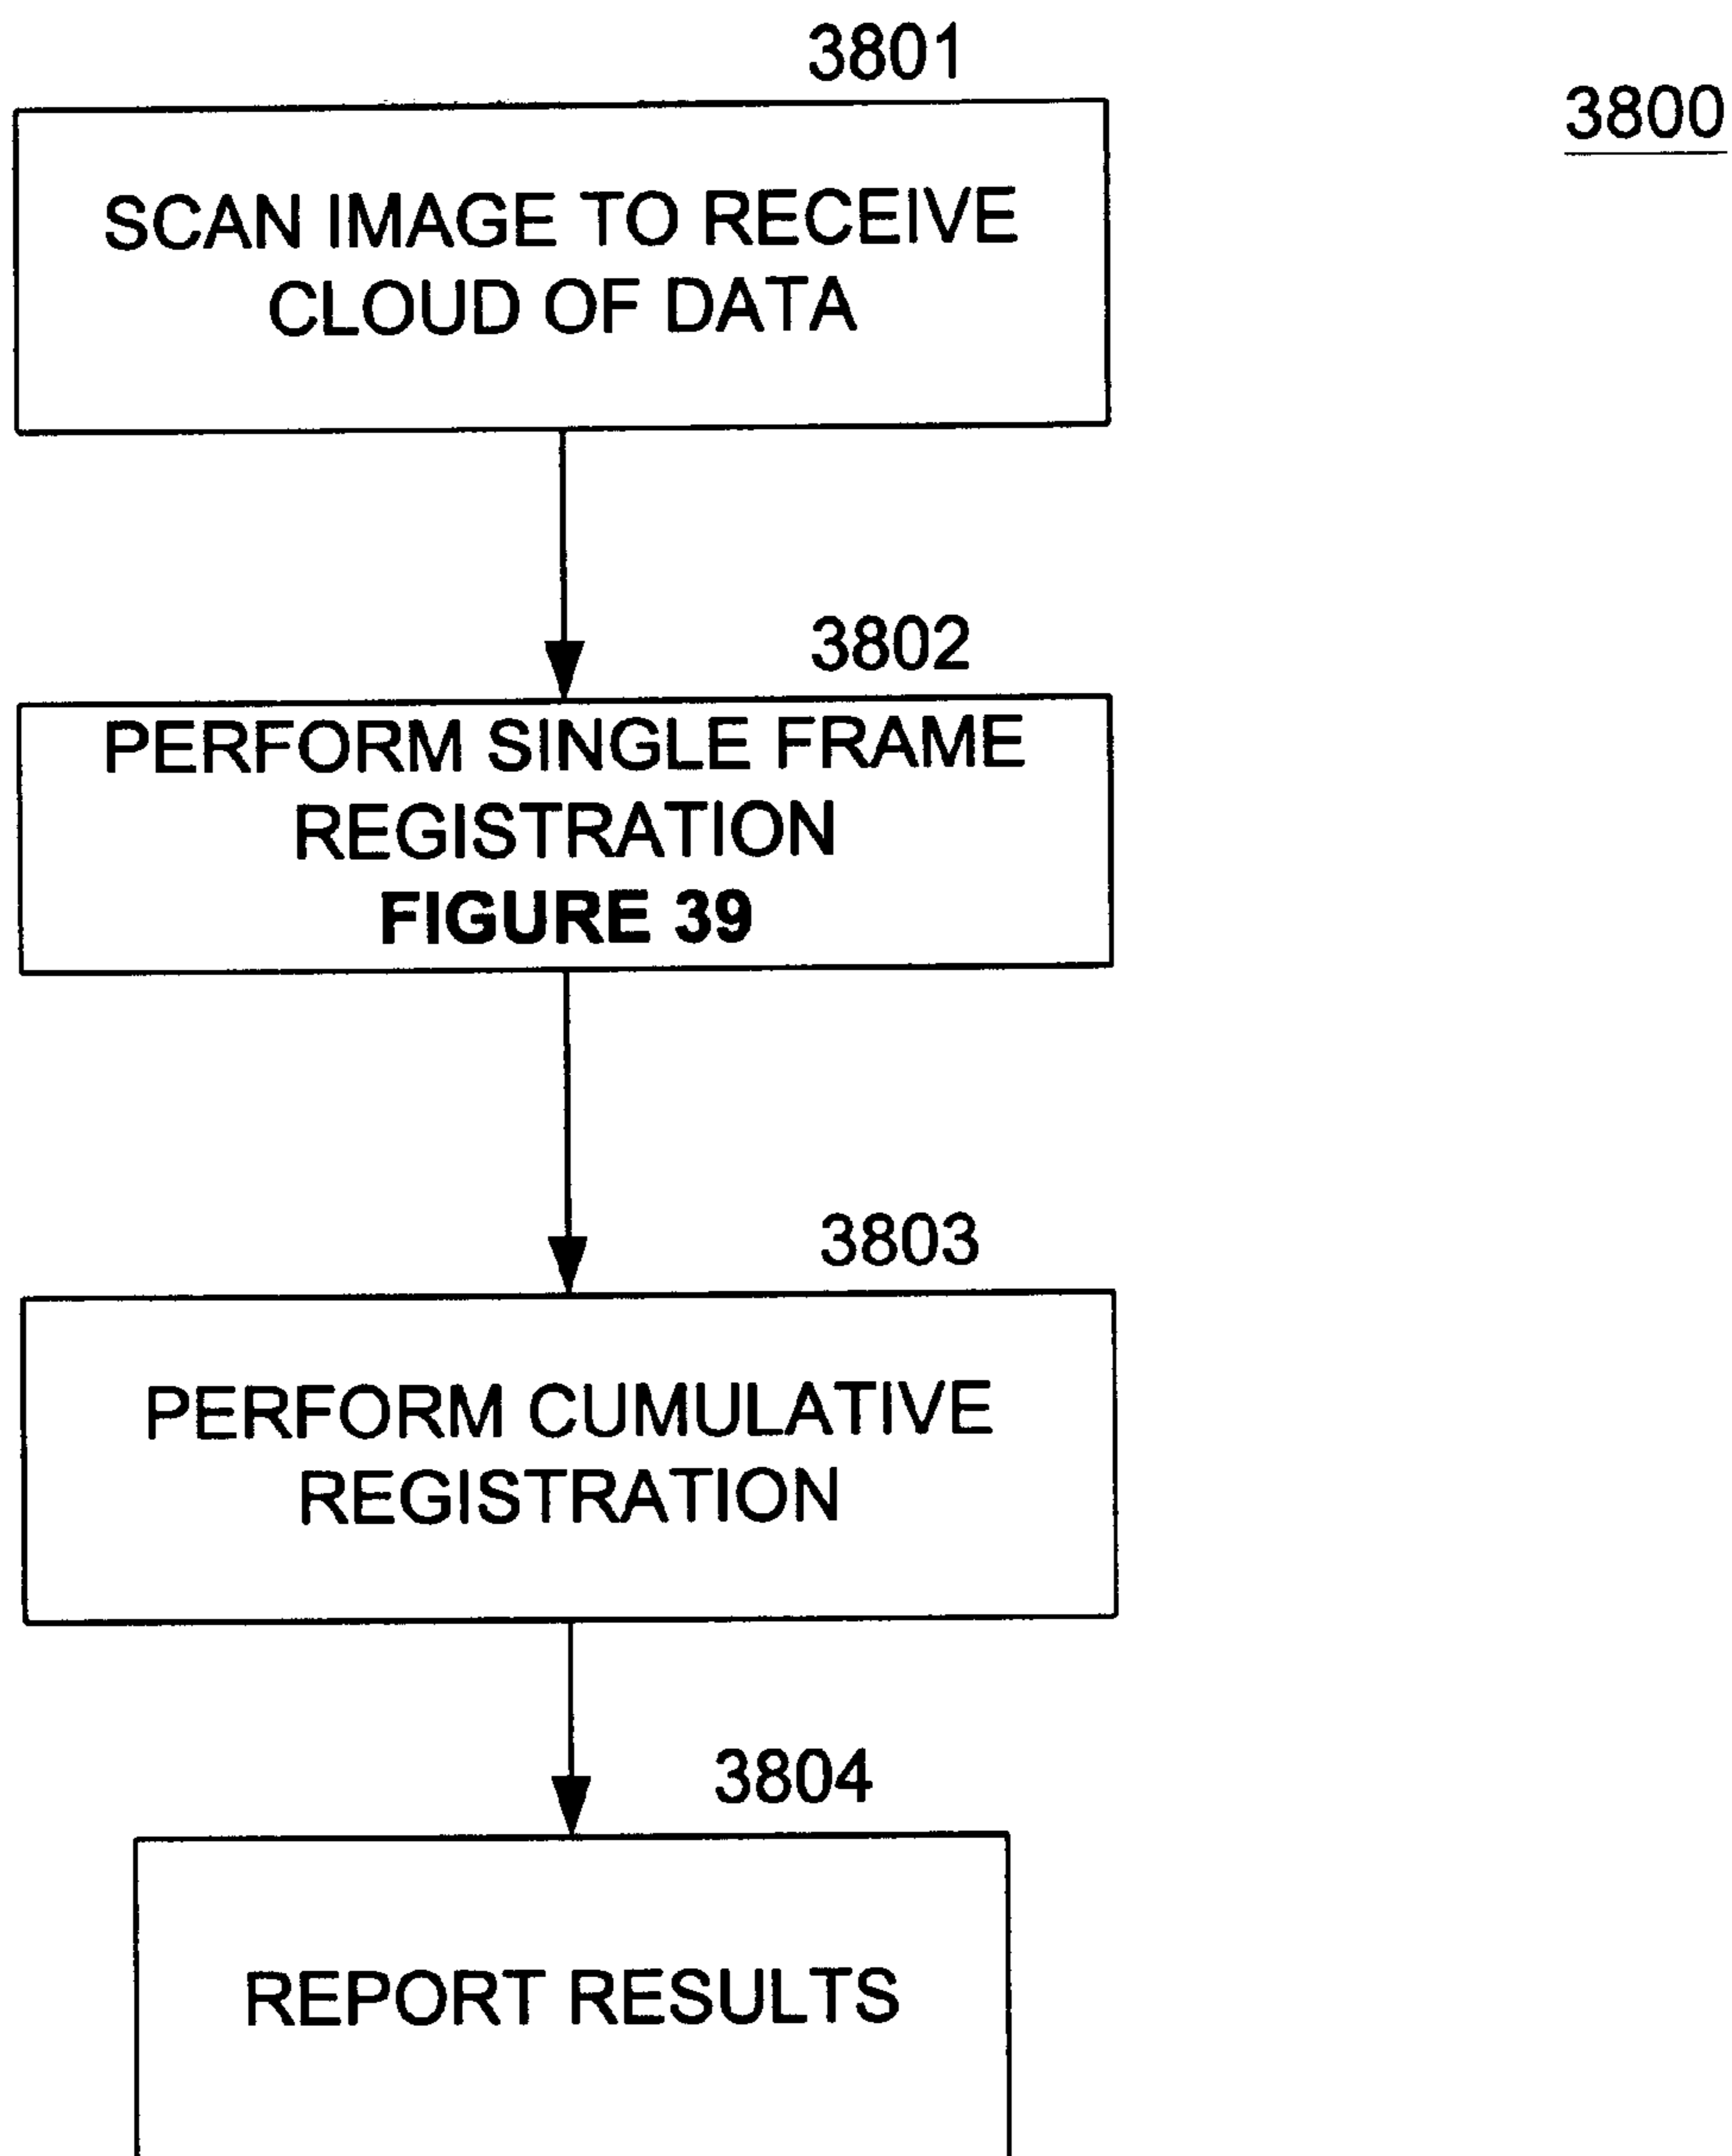 3801
3800
SCAN IMAGE TO RECEIVE
CLOUD OF DATA
3802
PERFORM SINGLE FRAME
REGISTRATION
FIGURE 39
3803
PERFORM CUMULATIVE
REGISTRATION
3804
REPORT RESULTS